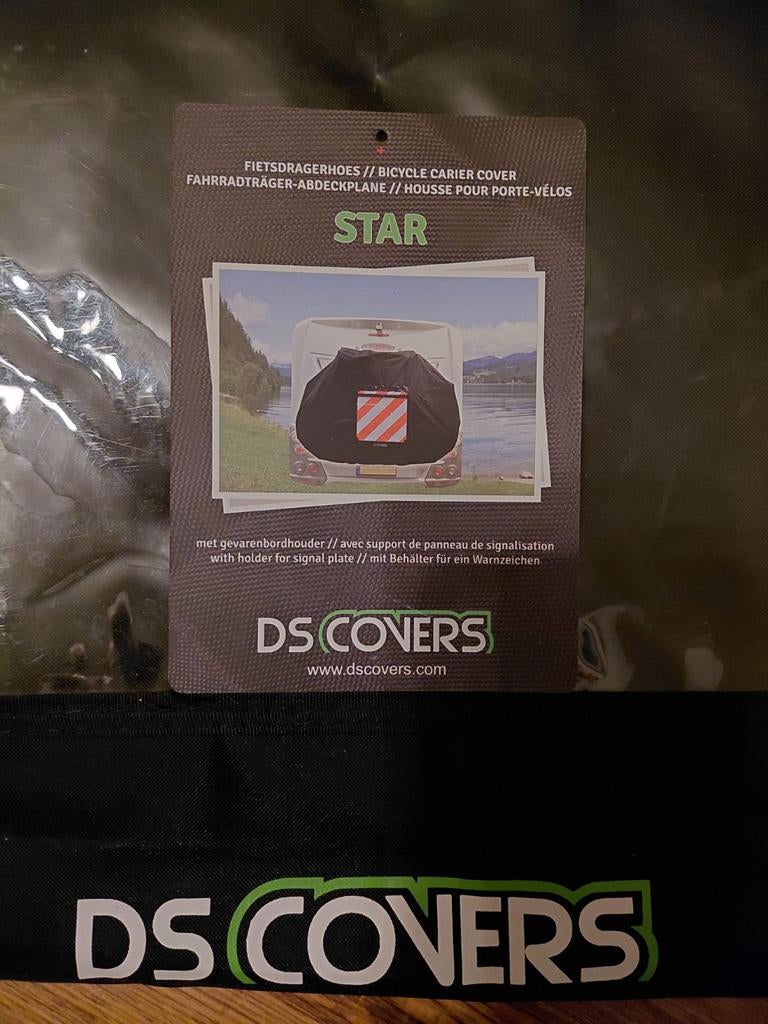 FIETSDRAGERHOES // BICYCLE CARIER COVER
FAHRRADTRÄGER-ABDECKPLANE // HOUSSE POUR PORTE-VÉLOS
STAR
met gevarenbordhouder // avec support de panneau de signalisation
with holder for signal plate // mit Behälter für ein Warnzeichen
DS COVERS
www.dscovers.com
DS COVERS